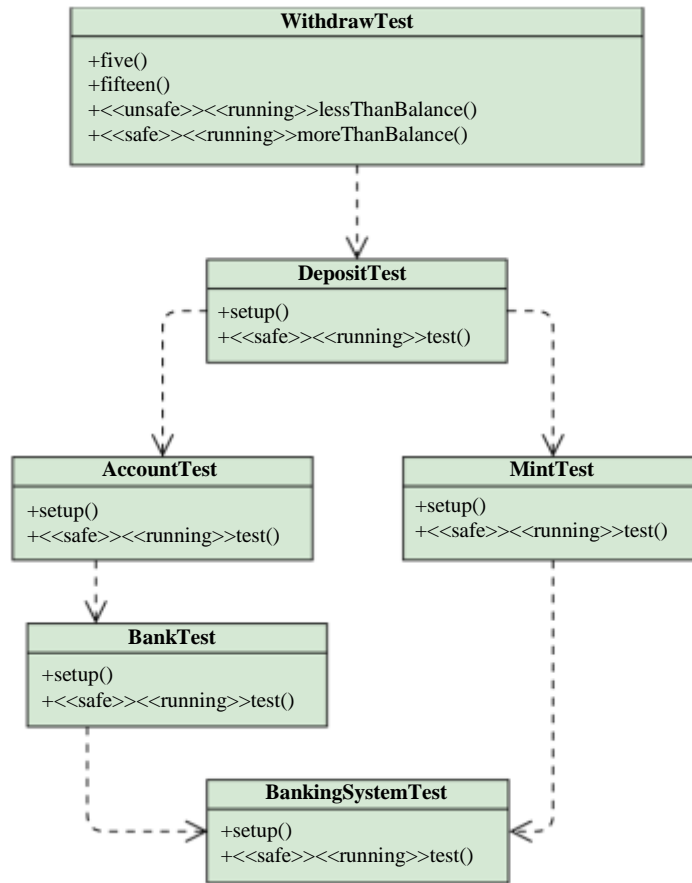 WithdrawTest
+five()
+fifteen()
+<<unsafe>><<running>>lessThanBalance()
+<<safe>><<running>>moreThanBalance()
DepositTest
+setup()
+<<safe>><<running>>test()
AccountTest
+setup()
+<<safe>><<running>>test()
MintTest
+setup()
+<<safe>><<running>>test()
BankTest
+setup()
+<<safe>><<running>>test()
BankingSystemTest
+setup()
+<<safe>><<running>>test()